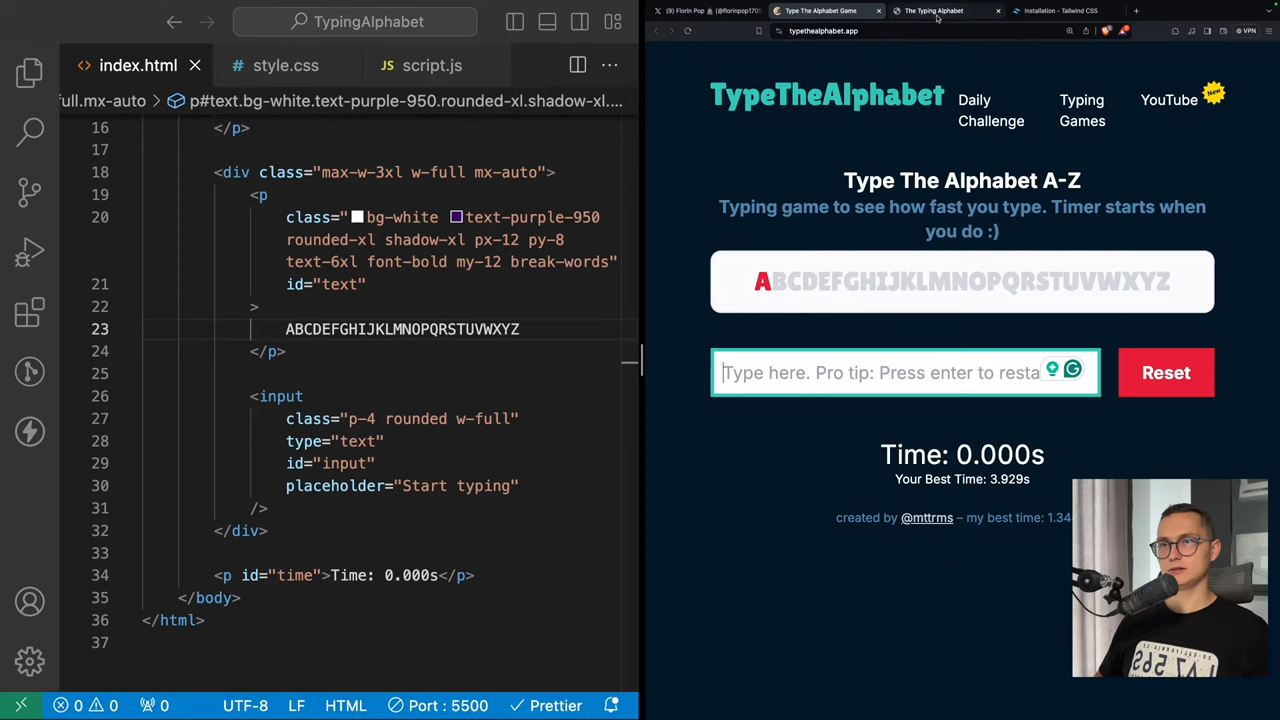 TypingAlphabet
index.html
style.css
JS script.js
full.mx-auto > p#text.bg-white.text-purple-950.rounded-xl.shadow-xl....
16 </p>
17
18 <div class="max-w-3xl w-full mx-auto">
19 <p
20 class="bg-white text-purple-950
rounded-xl shadow-xl px-12 py-8
text-6xl font-bold my-12 break-words"
21 id="text"
22 >
23 ABCDEFGHIJKLMNOPQRSTUVWXYZ
24 </p>
25
26 <input
27 class="p-4 rounded w-full"
28 type="text"
29 id="input"
30 placeholder="Start typing"
31 />
32 </div>
33
34 <p id="time">Time: 0.000s</p>
35 </body>
36 </html>
37
0 0 0 UTF-8 LF HTML Port : 5500 Prettier
Type The Alphabet Game
The Typing Alphabet
Installation - Tailwind CSS
typethealphabet.app
VPN
TypeTheAlphabet
Daily
Challenge
Typing
Games
YouTube
New
Type The Alphabet A-Z
Typing game to see how fast you type. Timer starts when
you do :)
ABCDEFGHIJKLMNOPQRSTUVWXYZ
Type here. Pro tip: Press enter to resta
Reset
Time: 0.000s
Your Best Time: 3.929s
created by @mttrms – my best time: 1.34